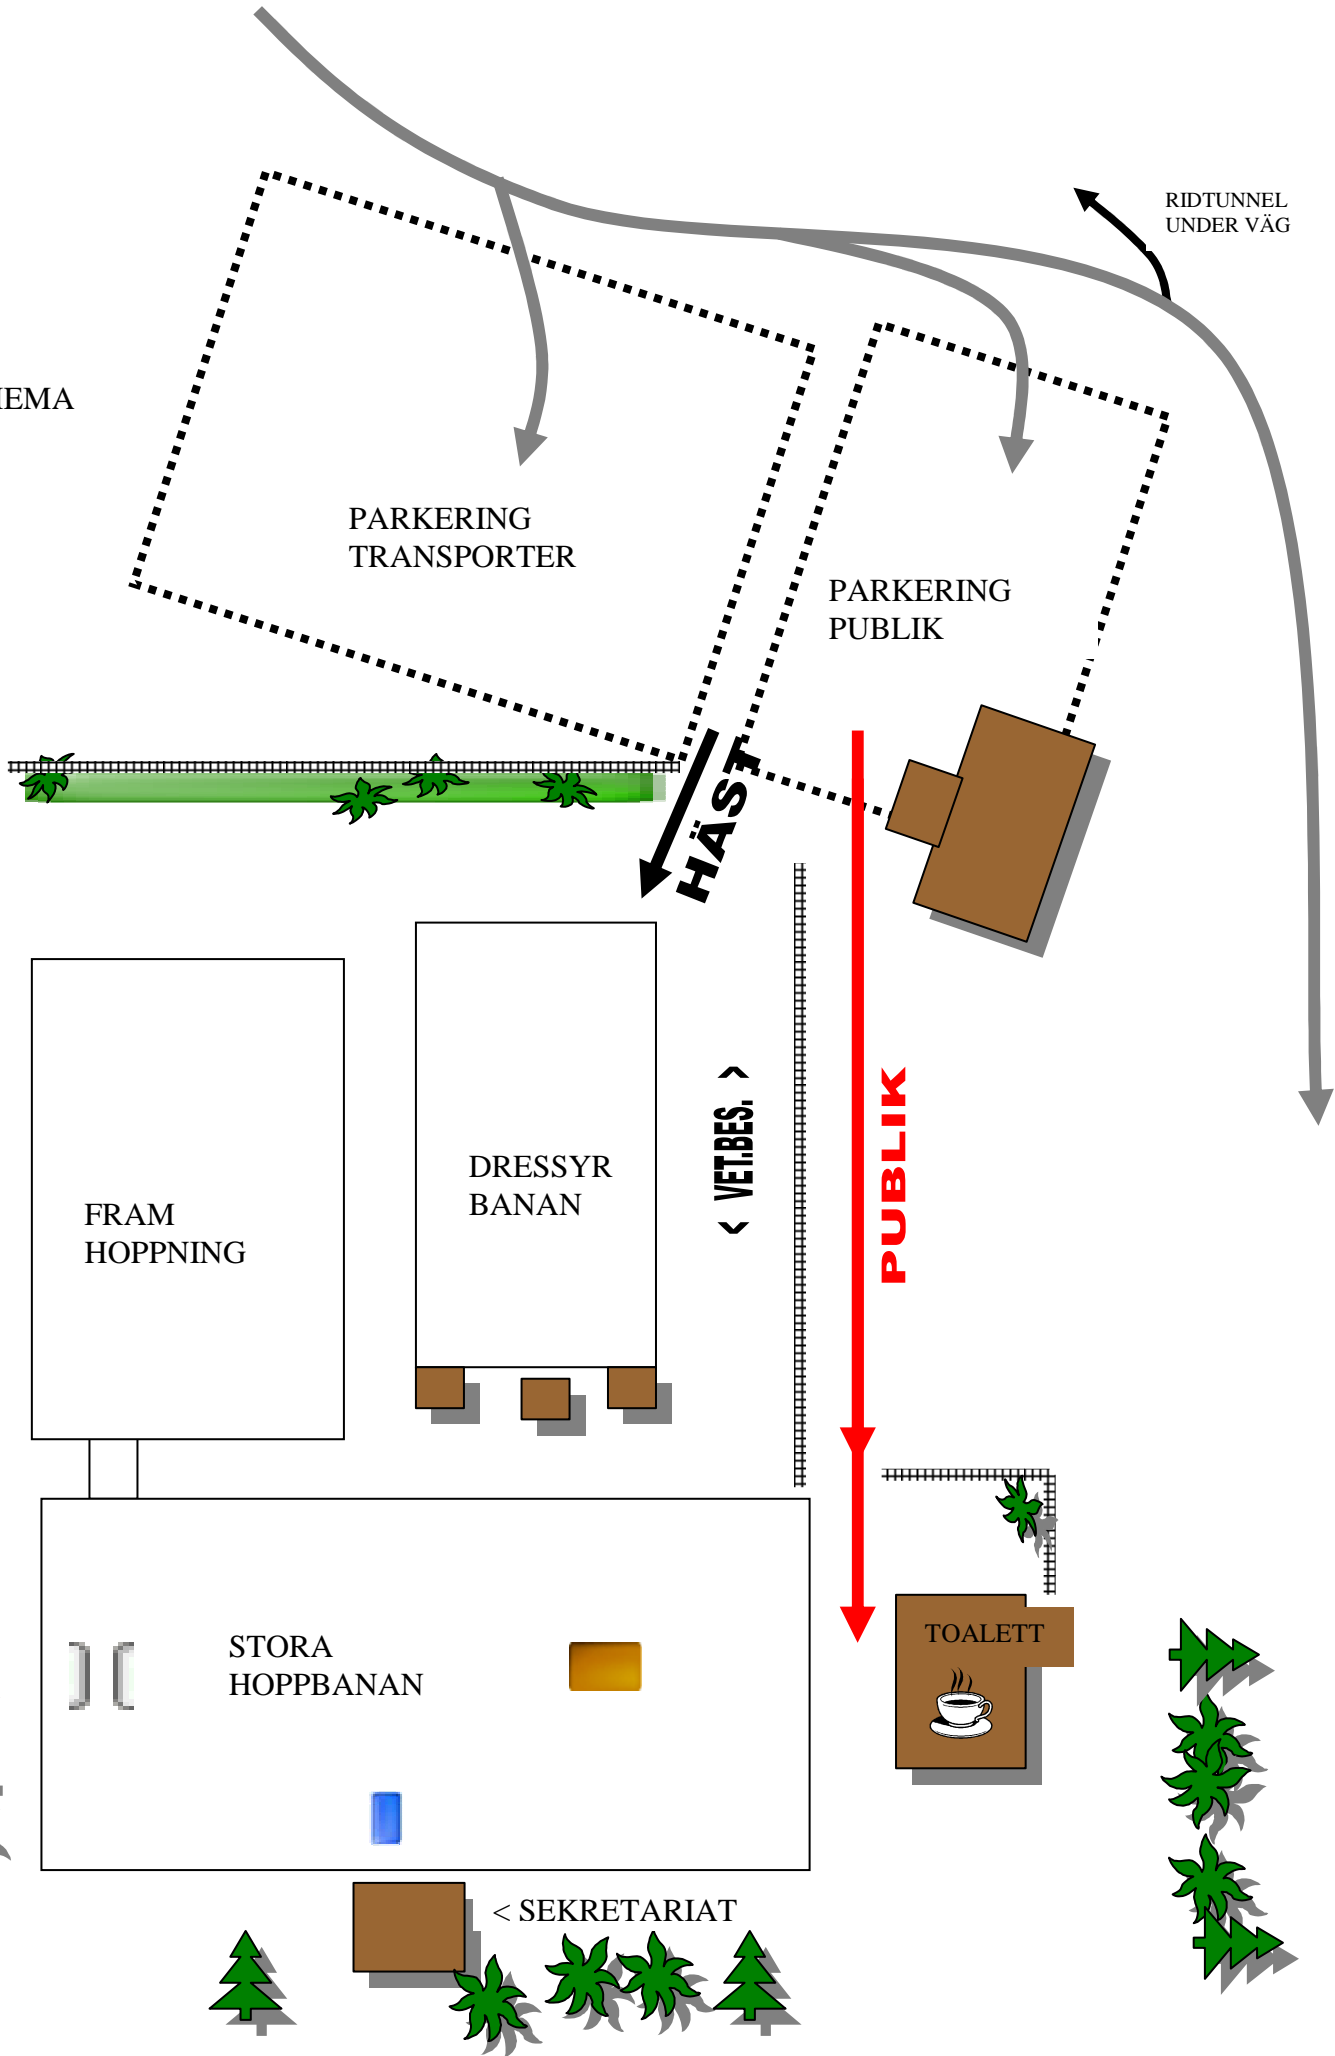 RIDTUNNEL
UNDER VÄG
PARKERING
TRANSPORTER
PARKERING
PUBLIK
HÄST
< VET.BES. >
PUBLIK
DRESSYR
BANAN
FRAM
HOPPNING
STORA
HOPPBANAN
TOALETT
< SEKRETARIAT